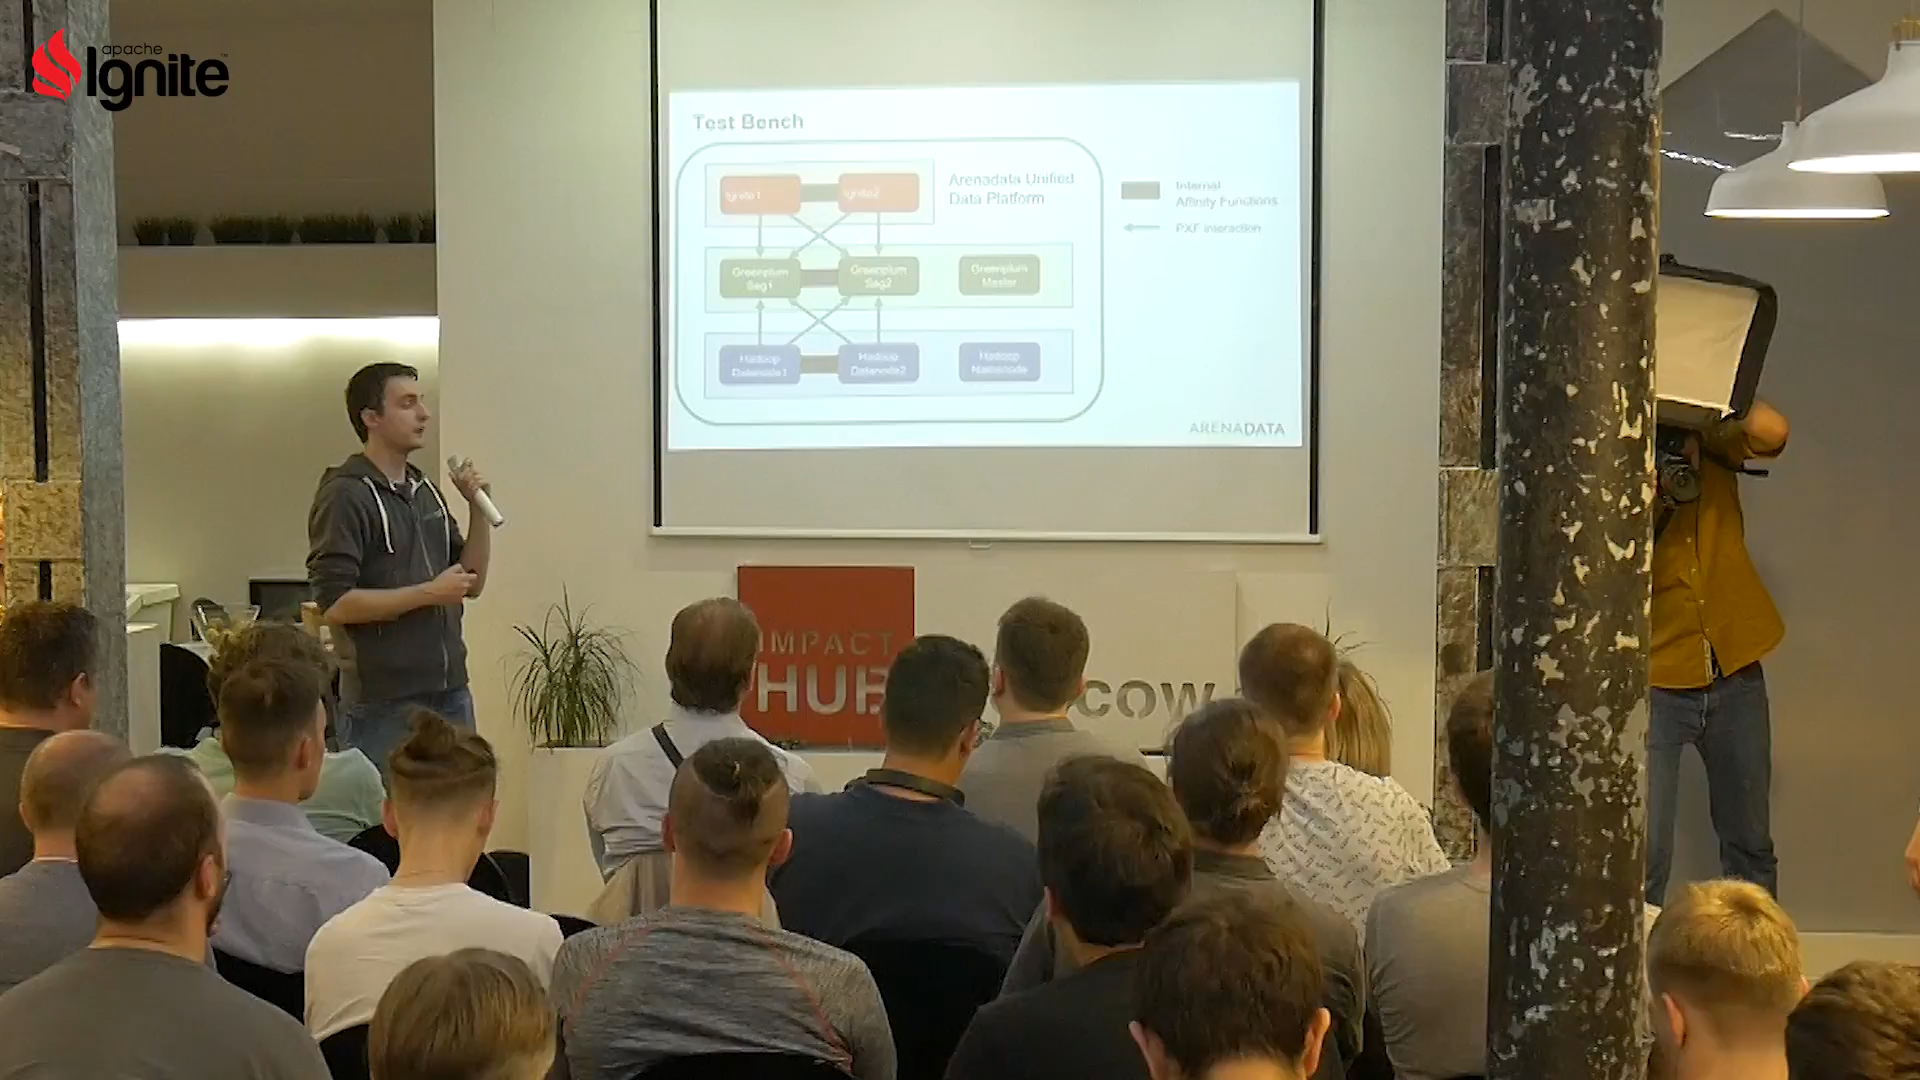 apache
Ignite
Test Bench
Ignite1
Ignite2
Arenadata Unified
Data Platform
Internal
Affinity Functions
PXF interaction
Greenplum
Seg1
Greenplum
Seg2
Greenplum
Master
Hadoop
Datanode1
Hadoop
Datanode2
Hadoop
Namenode
ARENADATA
IMPACT
HUB
COW